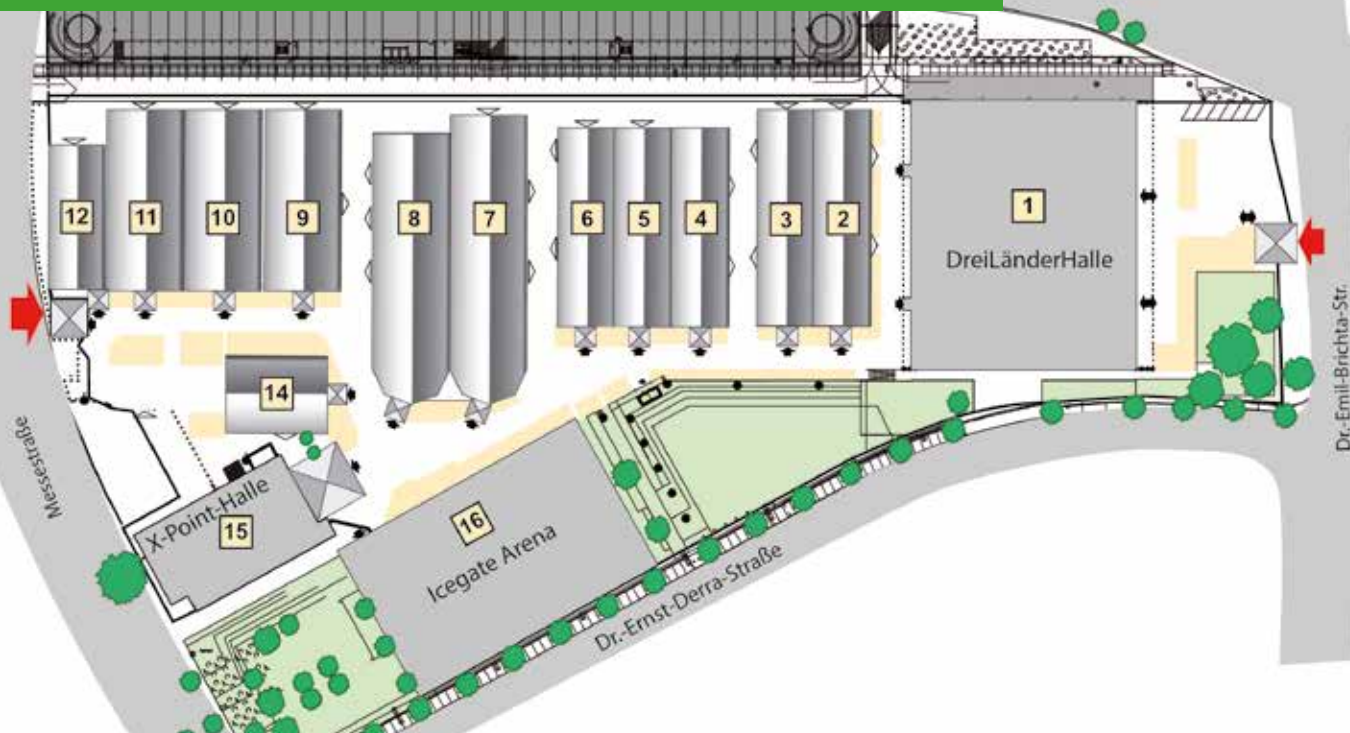 12
11
10
9
8
7
6
5
4
3
2
1
DreiLänderHalle
14
X-Point-Halle
15
16
Icegate Arena
Messestraße
Dr.-Ernst-Derra-Straße
Dr.-Emil-Brichta-Str.